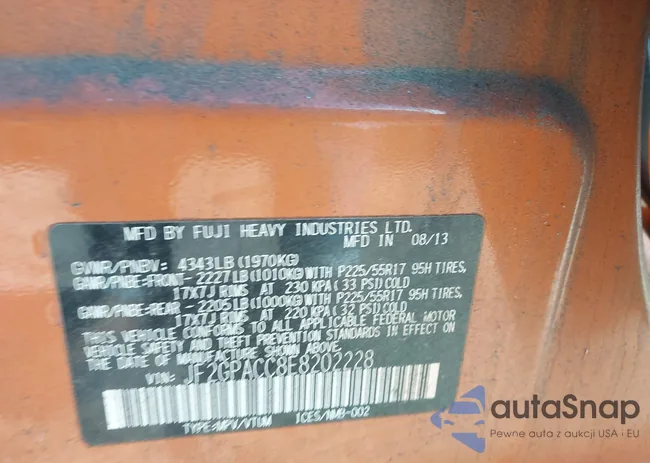 MFD BY FUJI HEAVY INDUSTRIES LTD.
MFD IN 08/13
GVWR/PNBV: 4343LB(1970KG)
GAWR/PNBE:FRONT-2227LB(1010KG)WITH P225/55R17 95H TIRES,
17X7J RIMS AT 230 KPA(33 PSI)COLD
GAWR/PNBE:REAR-2205LB(1000KG)WITH P225/55R17 95H TIRES,
17X7J RIMS AT 220 KPA(32 PSI)COLD
THIS VEHICLE CONFORMS TO ALL APPLICABLE FEDERAL MOTOR
VEHICLE SAFETY AND THEFT PREVENTION STANDARDS IN EFFECT ON
THE DATE OF MANUFACTURE SHOWN ABOVE
VIN: JF2GPACC8E8202228
TYPE:MPV/VTUM ICES/NMB-002
autaSnap
Pewne auta z aukcji USA i EU